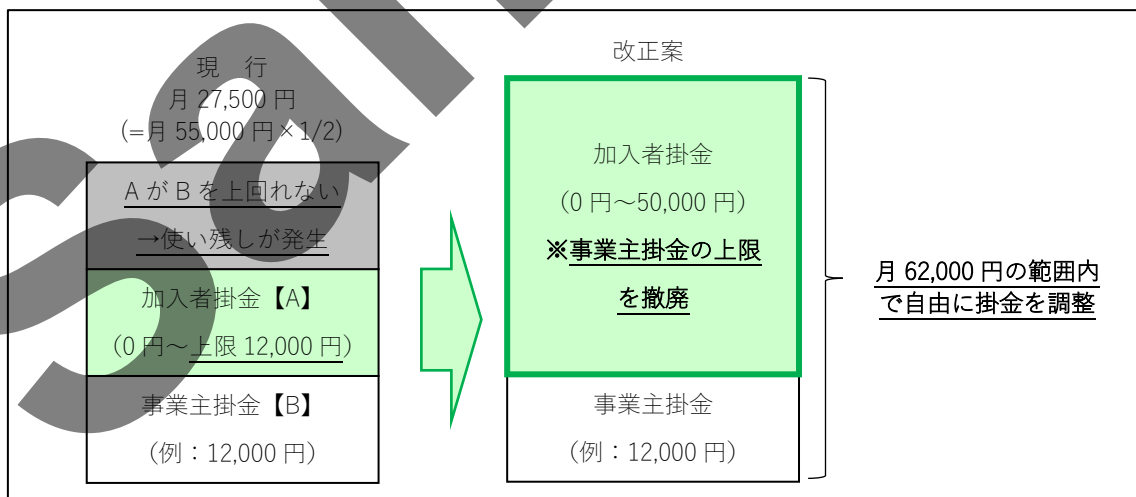 現 行
月 27,500 円
(=月 55,000 円×1/2)
A が B を上回れない
→使い残しが発生
加入者掛金【A】
(0 円～上限 12,000 円)
事業主掛金【B】
(例：12,000 円)
改正案
加入者掛金
(0 円～50,000 円)
※事業主掛金の上限
を撤廃
事業主掛金
(例：12,000 円)
月 62,000 円の範囲内
で自由に掛金を調整